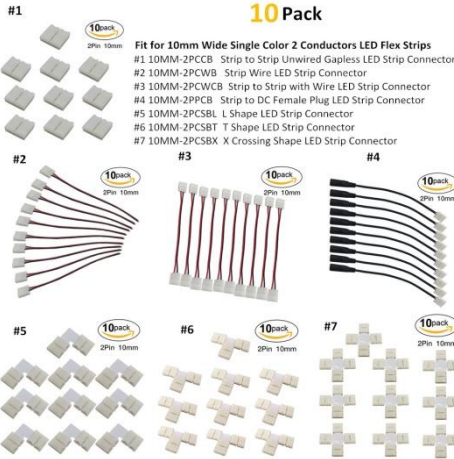 10 Pack
#1
10pack
2Pin 10mm
Fit for 10mm Wide Single Color 2 Conductors LED Flex Strips
#1 10MM-2PCCB Strip to Strip Unwired Gapless LED Strip Connector
#2 10MM-2PCWB Strip Wire LED Strip Connector
#3 10MM-2PCWCB Strip to Strip with Wire LED Strip Connector
#4 10MM-2PPCB Strip to DC Female Plug LED Strip Connector
#5 10MM-2PCSBL L Shape LED Strip Connector
#6 10MM-2PCSBT T Shape LED Strip Connector
#7 10MM-2PCSBX X Crossing Shape LED Strip Connector
#2
10pack
2Pin 10mm
#3
10pack
2Pin 10mm
#4
10pack
2Pin 10mm
#5
10pack
2Pin 10mm
#6
10pack
2Pin 10mm
#7
10pack
2Pin 10mm